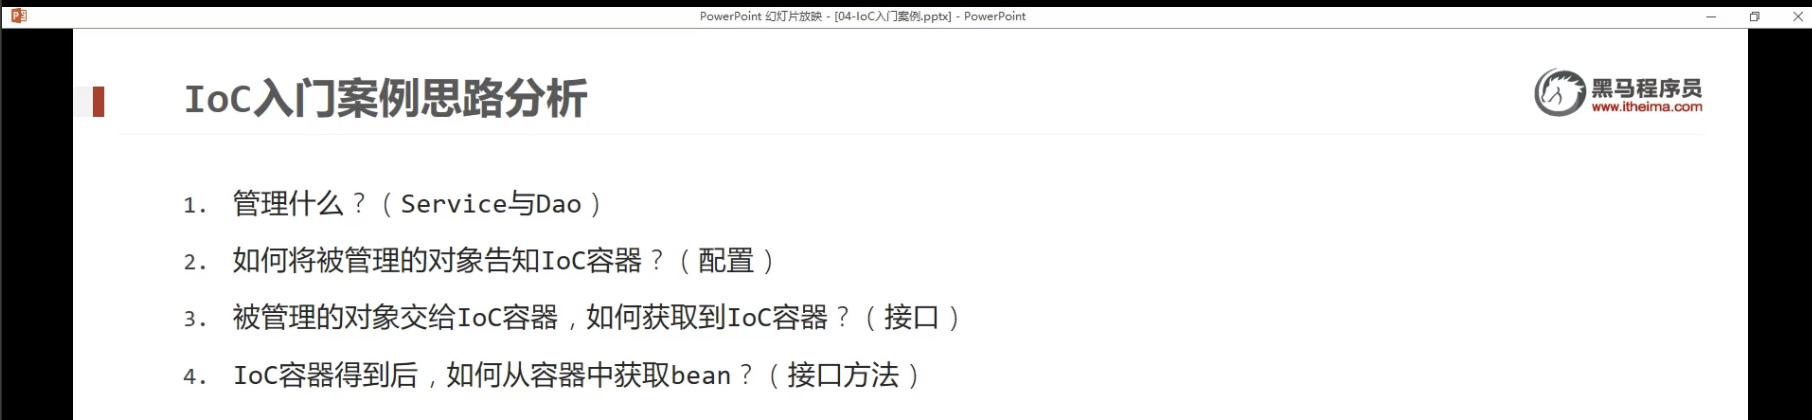 PowerPoint 幻灯片放映 - [04-IoC入门案例.pptx] - PowerPoint
IoC入门案例思路分析
黑马程序员
www.itheima.com
1. 管理什么？（Service与Dao）
2. 如何将被管理的对象告知IoC容器？（配置）
3. 被管理的对象交给IoC容器，如何获取到IoC容器？（接口）
4. IoC容器得到后，如何从容器中获取bean？（接口方法）